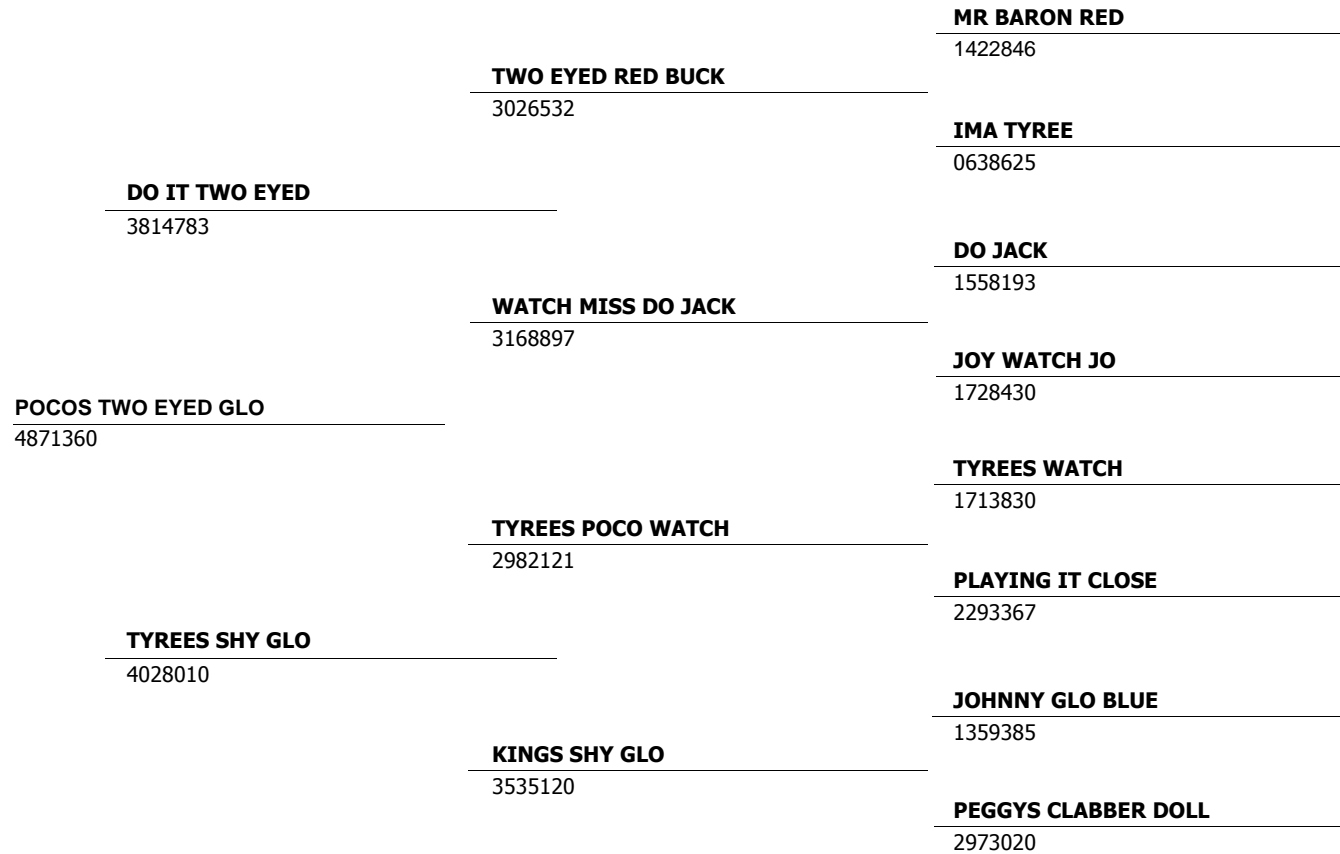 MR BARON RED
1422846
TWO EYED RED BUCK
3026532
IMA TYREE
0638625
DO IT TWO EYED
3814783
DO JACK
1558193
WATCH MISS DO JACK
3168897
JOY WATCH JO
1728430
POCOS TWO EYED GLO
4871360
TYREES WATCH
1713830
TYREES POCO WATCH
2982121
PLAYING IT CLOSE
2293367
TYREES SHY GLO
4028010
JOHNNY GLO BLUE
1359385
KINGS SHY GLO
3535120
PEGGYS CLABBER DOLL
2973020